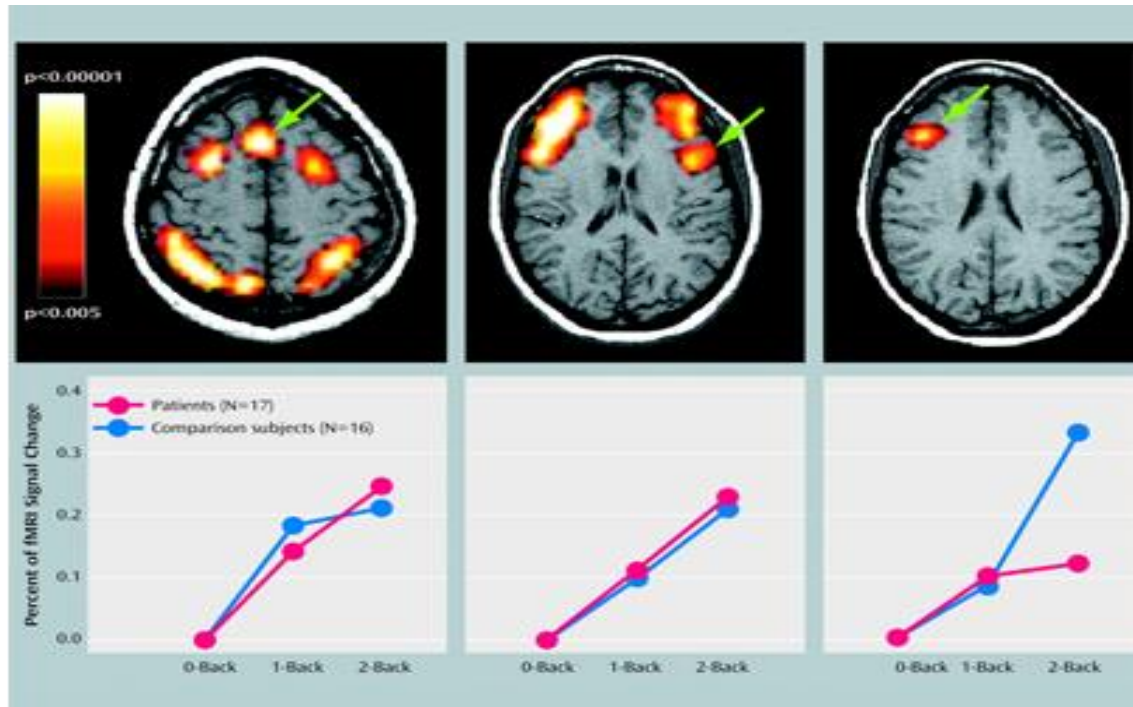 p<0.00001
p<0.005
Percent of fMRI Signal Change
0.4
0.3
0.2
0.1
0.0
Patients (N=17)
Comparison subjects (N=16)
0-Back 1-Back 2-Back
0-Back 1-Back 2-Back
0-Back 1-Back 2-Back